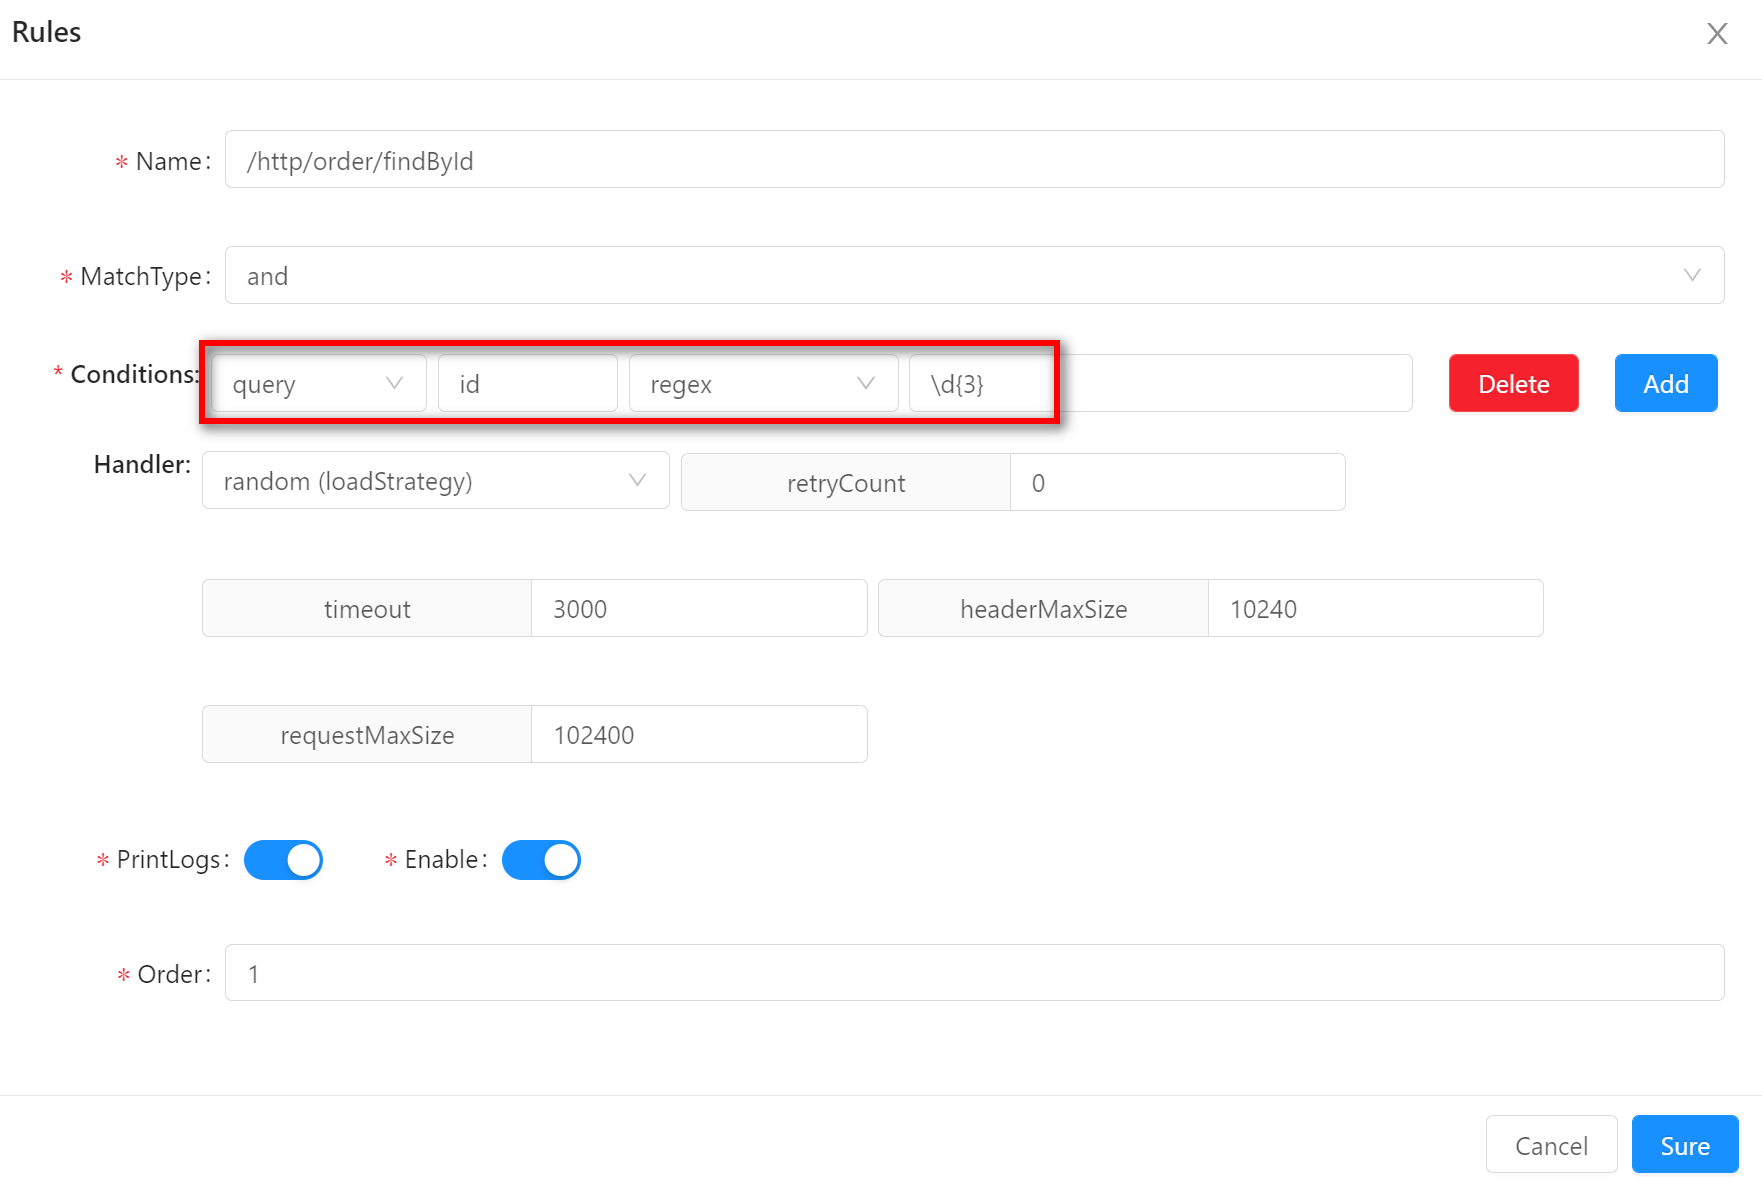 Rules
* Name: /http/order/findById
* MatchType: and
* Conditions: query id regex \d{3} Delete Add
Handler: random (loadStrategy) retryCount 0
timeout 3000 headerMaxSize 10240
requestMaxSize 102400
* PrintLogs: * Enable:
* Order: 1
Cancel Sure